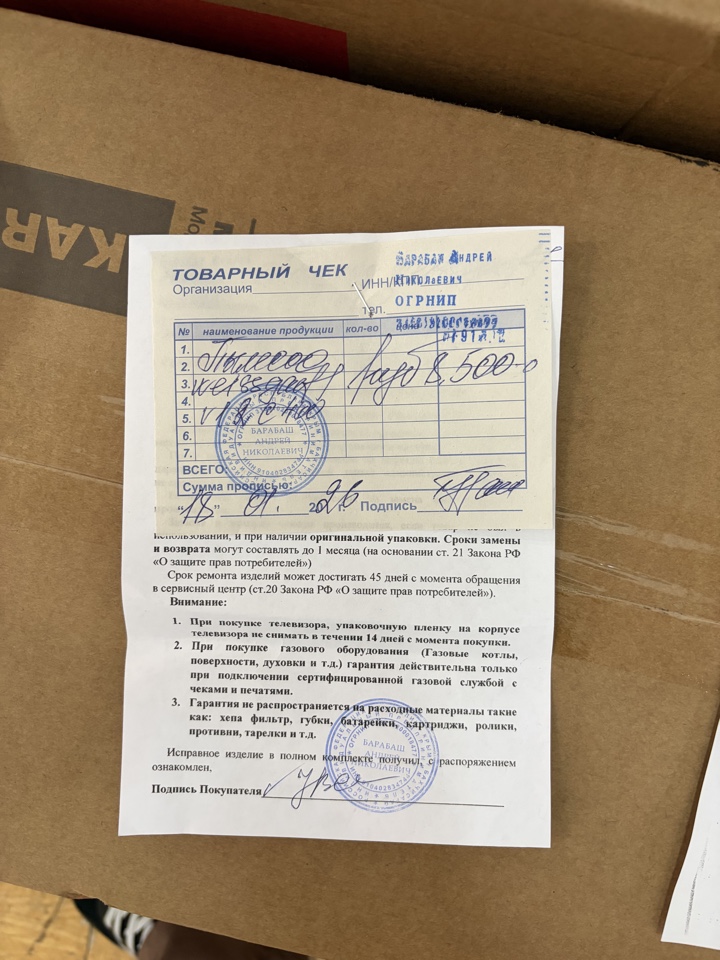 KAR
ТОВАРНЫЙ ЧЕК
Организация
ИНН/КПП
БАРАБАШ АНДРЕЙ
НИКОЛАЕВИЧ
ОГРНИП
тел.
№ наименование продукции кол-во цена
1.
2. Пылесос
3.
4.
5.
6.
7.
руб 8.500-0
БАРАБАШ
АНДРЕЙ
НИКОЛАЕВИЧ
ВСЕГО:
Сумма прописью:
"18" 01. 2026 г. Подпись
использовании, и при наличии оригинальной упаковки. Сроки замены
и возврата могут составлять до 1 месяца (на основании ст. 21 Закона РФ
«О защите прав потребителей»)
Срок ремонта изделий может достигать 45 дней с момента обращения
в сервисный центр (ст.20 Закона РФ «О защите прав потребителей»).
Внимание:
1. При покупке телевизора, упаковочную пленку на корпусе
телевизора не снимать в течении 14 дней с момента покупки.
2. При покупке газового оборудования (Газовые котлы,
поверхности, духовки и т.д.) гарантия действительна только
при подключении сертифицированной газовой службой с
чеками и печатями.
3. Гарантия не распространяется на расходные материалы такие
как: хепа фильтр, губки, батарейки, картриджи, ролики,
противни, тарелки и т.д.
Исправное изделие в полном комплекте получил, с распоряжением
ознакомлен,
БАРАБАШ
АНДРЕЙ
НИКОЛАЕВИЧ
Подпись Покупателя